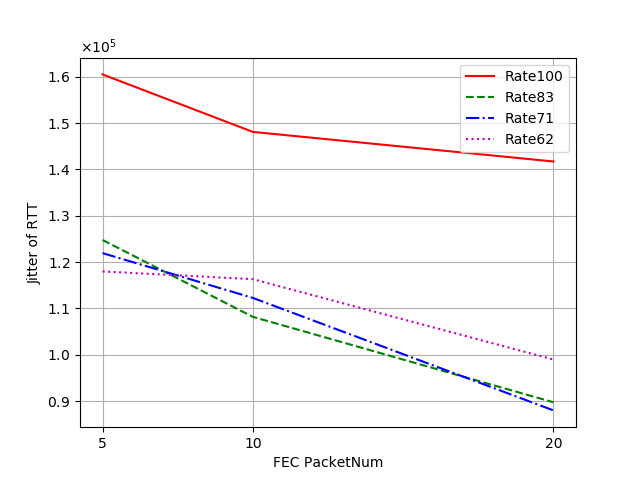 ×10⁵
1.6
1.5
1.4
1.3
1.2
1.1
1.0
0.9
Jitter of RTT
5 10 20
FEC PacketNum
Rate100
Rate83
Rate71
Rate62